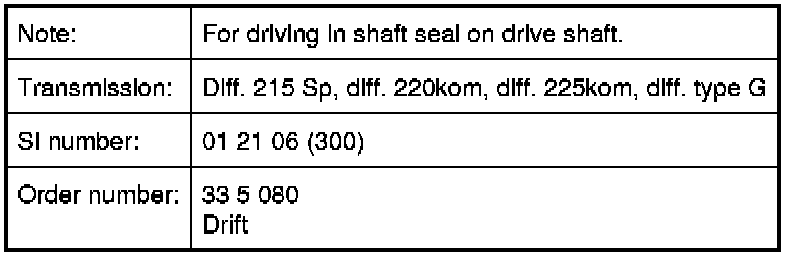 Note: For driving in shaft seal on drive shaft.
Transmission: Diff. 215 Sp, diff. 220kom, diff. 225kom, diff. type G
SI number: 01 21 06 (300)
Order number: 33 5 080
Drift